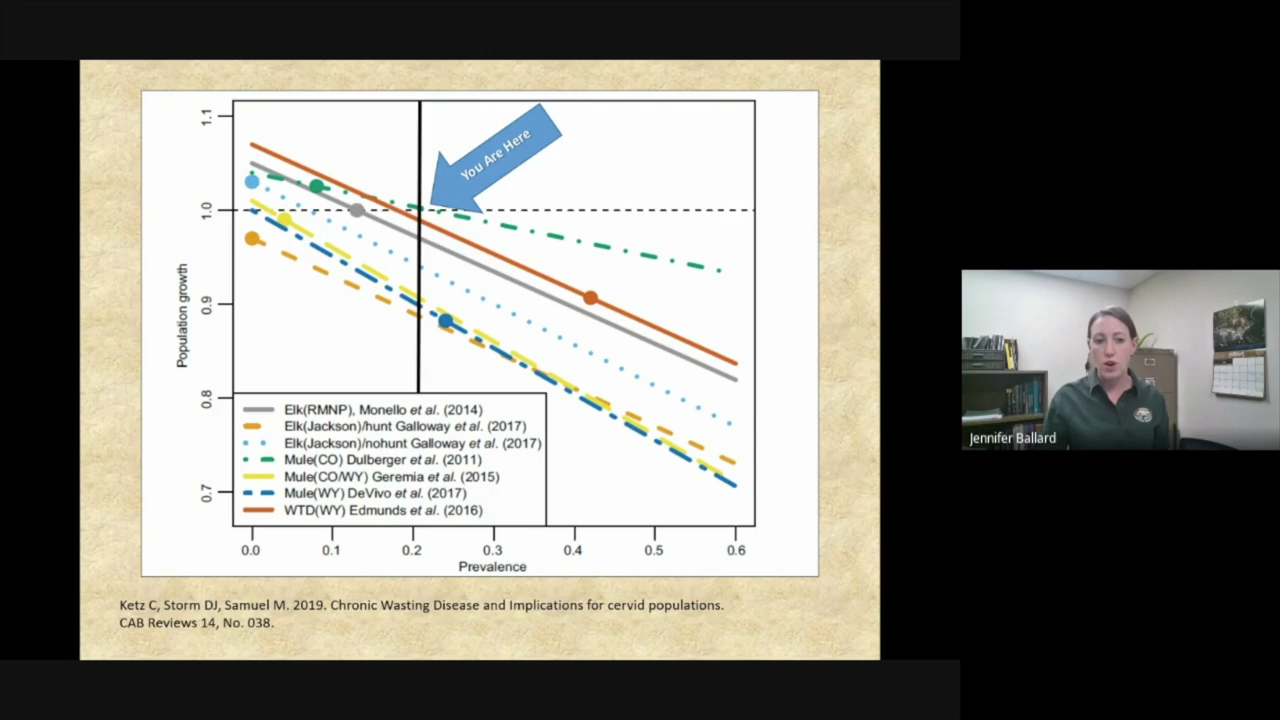 You Are Here
1.1
1.0
0.9
0.8
0.7
Population growth
Elk(RMNP), Monello et al. (2014)
Elk(Jackson)/hunt Galloway et al. (2017)
Elk(Jackson)/nohunt Galloway et al. (2017)
Mule(CO) Dulberger et al. (2011)
Mule(CO/WY) Geremia et al. (2015)
Mule(WY) DeVivo et al. (2017)
WTD(WY) Edmunds et al. (2016)
0.0 0.1 0.2 0.3 0.4 0.5 0.6
Prevalence
Ketz C, Storm DJ, Samuel M. 2019. Chronic Wasting Disease and Implications for cervid populations.
CAB Reviews 14, No. 038.
Jennifer Ballard